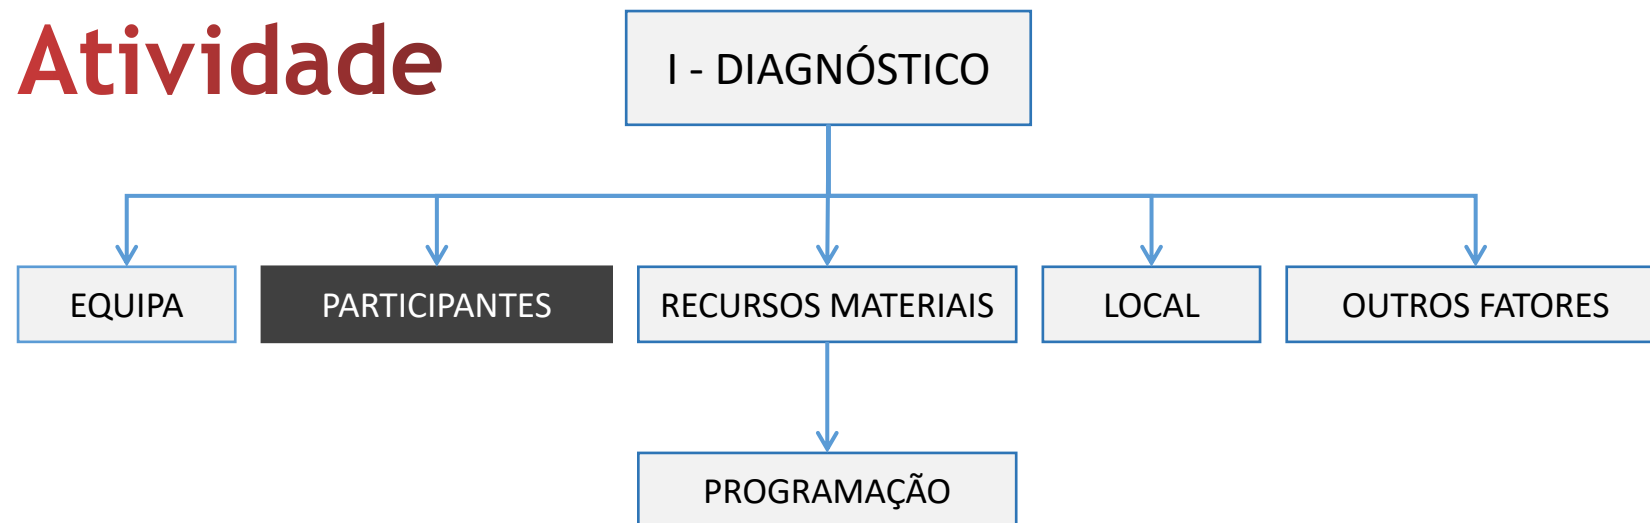 Atividade
I - DIAGNÓSTICO
EQUIPA
PARTICIPANTES
RECURSOS MATERIAIS
LOCAL
OUTROS FATORES
PROGRAMAÇÃO